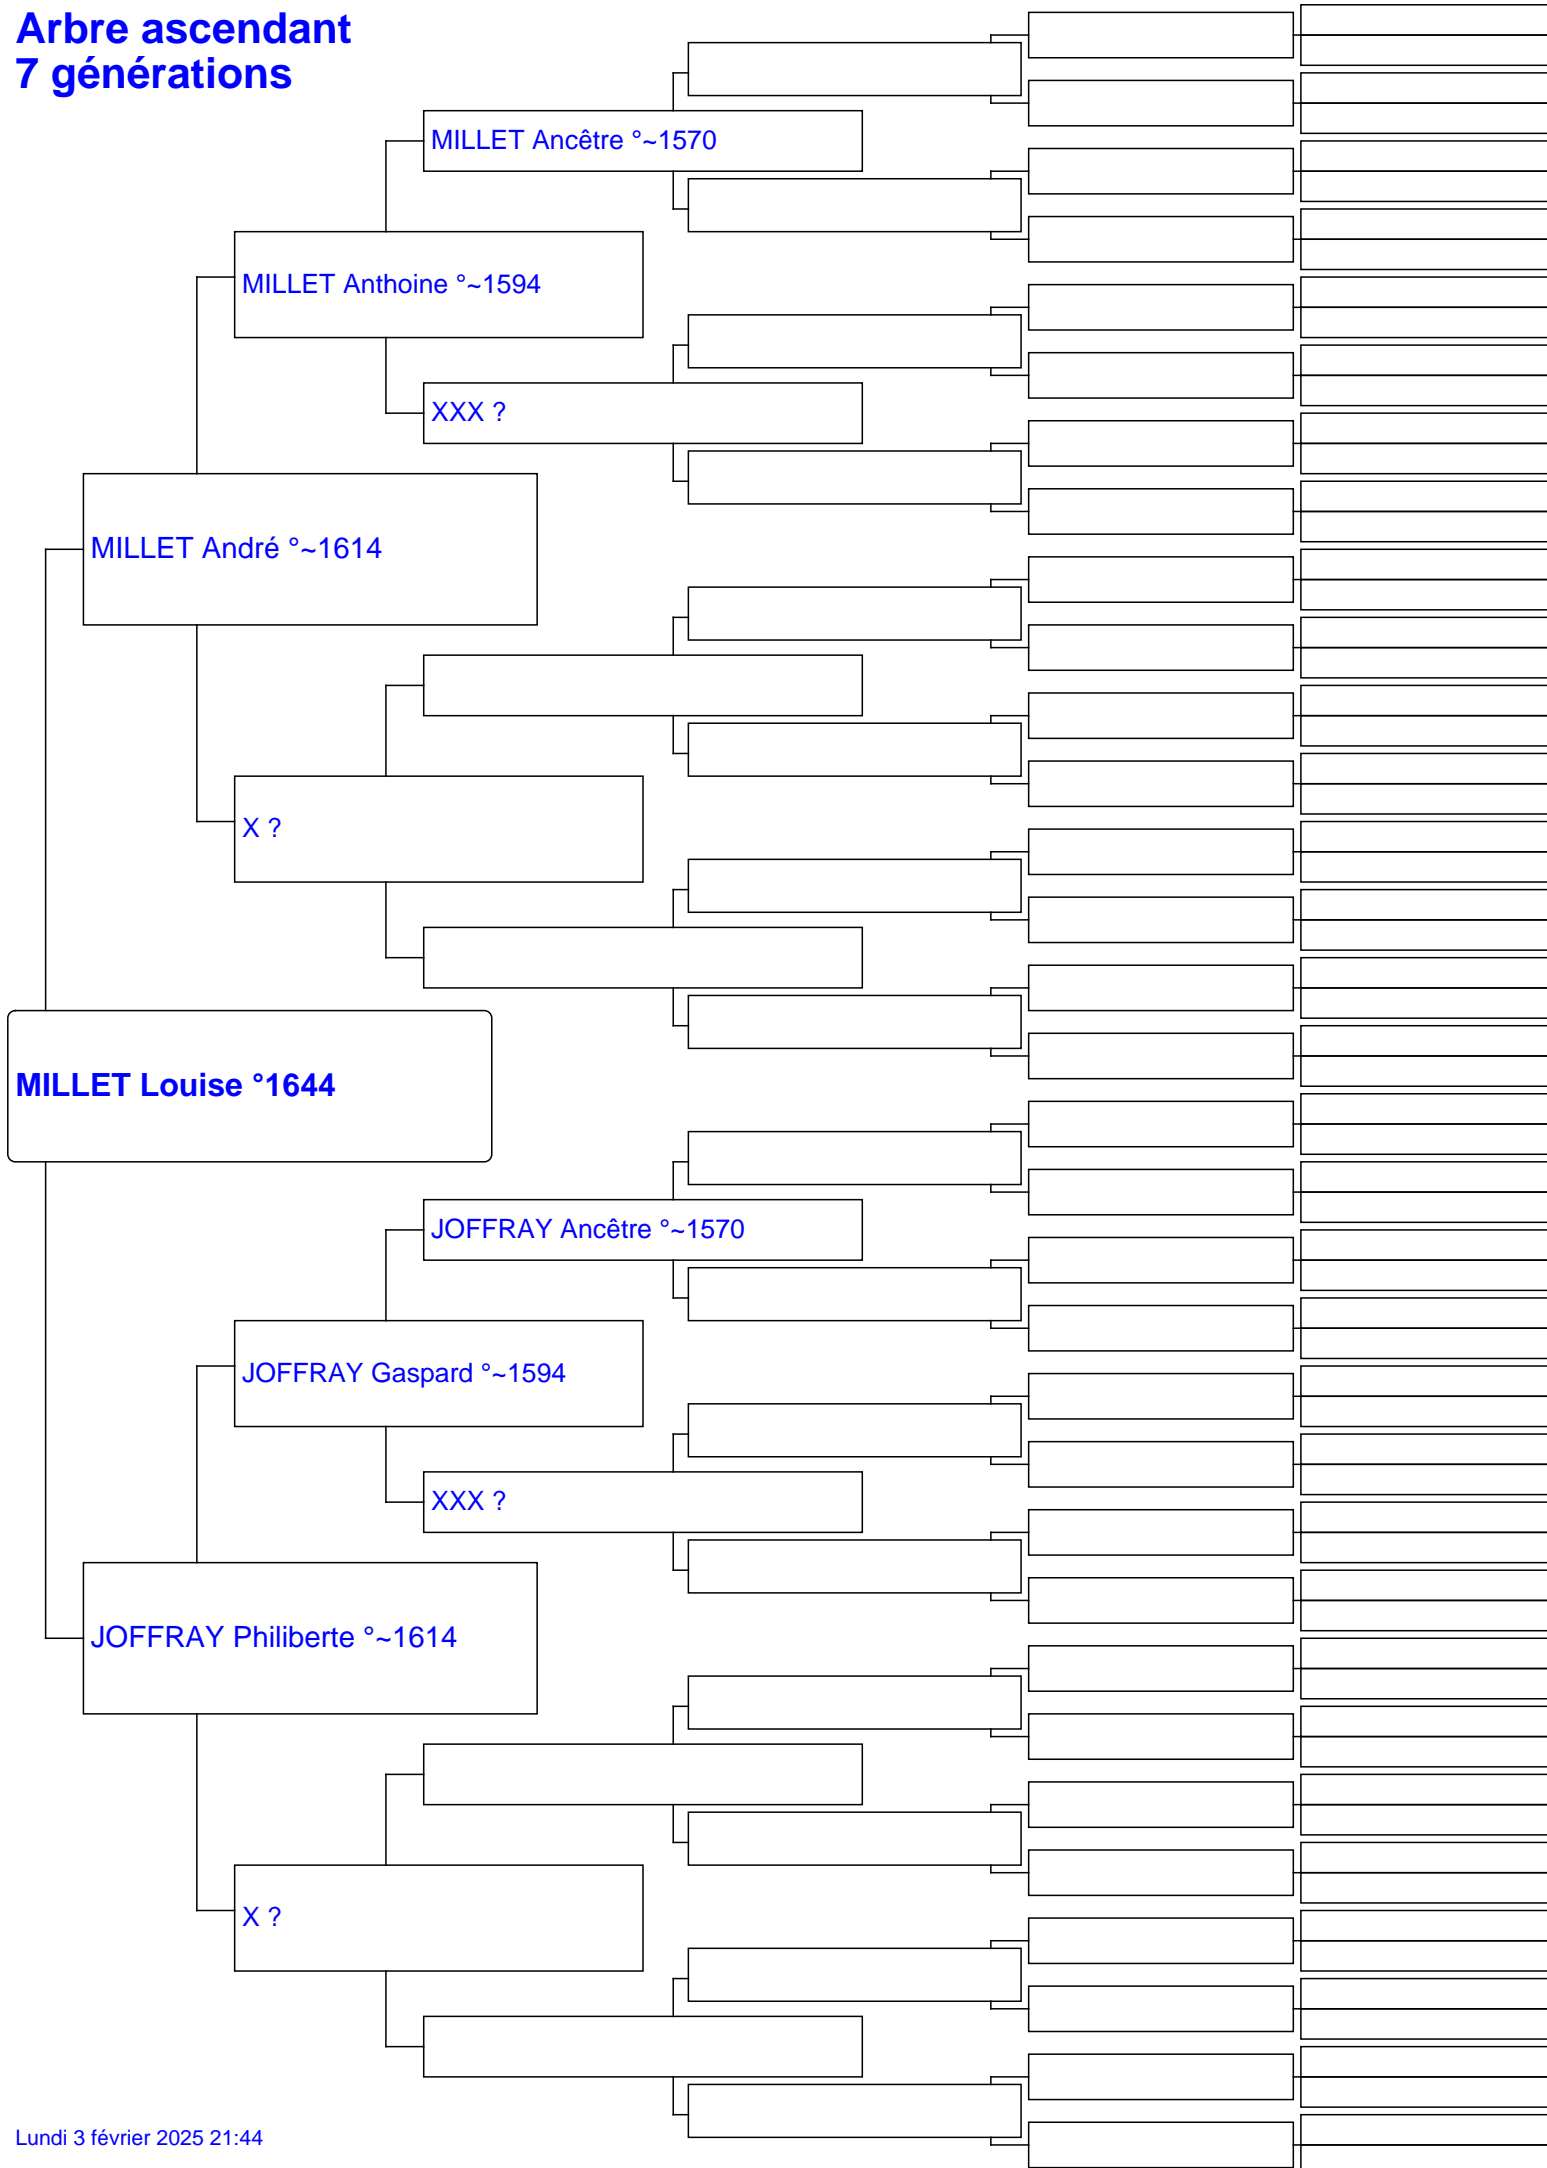 Arbre ascendant
7 générations
MILLET Ancêtre °~1570
MILLET Anthoine °~1594
XXX ?
MILLET André °~1614
X ?
MILLET Louise °1644
JOFFRAY Ancêtre °~1570
JOFFRAY Gaspard °~1594
XXX ?
JOFFRAY Philiberte °~1614
X ?
Lundi 3 février 2025 21:44